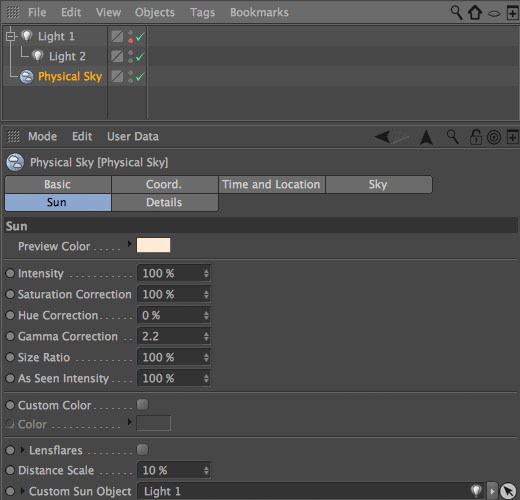 File Edit View Objects Tags Bookmarks
Light 1
Light 2
Physical Sky
Mode Edit User Data
Physical Sky [Physical Sky]
Basic Coord. Time and Location Sky
Sun Details
Sun
Preview Color
Intensity 100 %
Saturation Correction 100 %
Hue Correction 0 %
Gamma Correction 2.2
Size Ratio 100 %
As Seen Intensity 100 %
Custom Color
Color
Lensflares
Distance Scale 10 %
Custom Sun Object Light 1